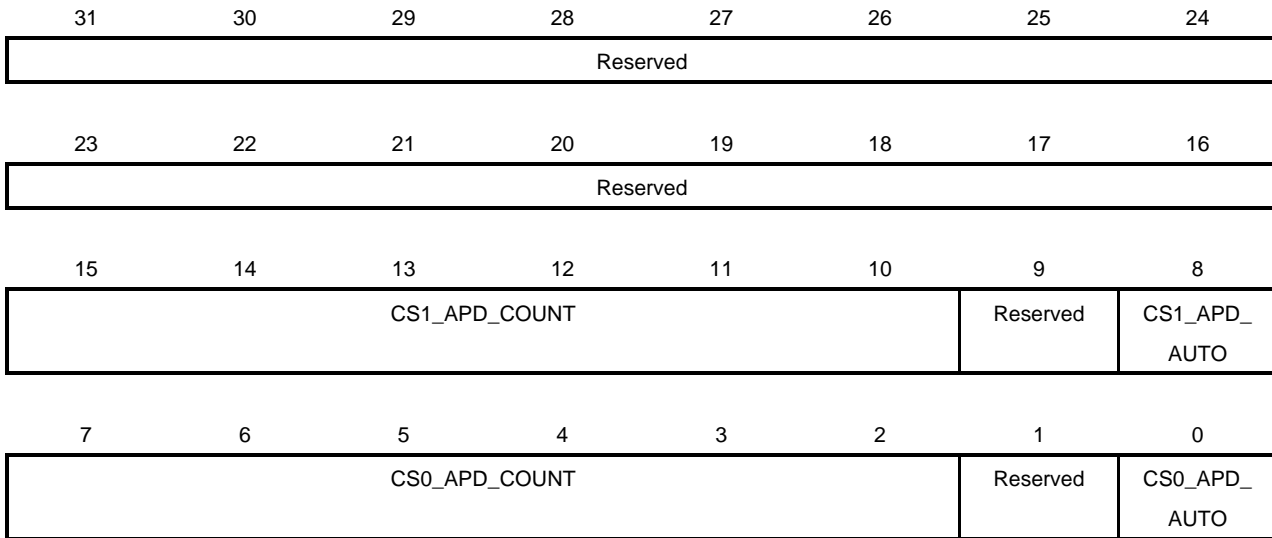 31 30 29 28 27 26 25 24
Reserved
23 22 21 20 19 18 17 16
Reserved
15 14 13 12 11 10 9 8
CS1_APD_COUNT Reserved CS1_APD_
AUTO
7 6 5 4 3 2 1 0
CS0_APD_COUNT Reserved CS0_APD_
AUTO